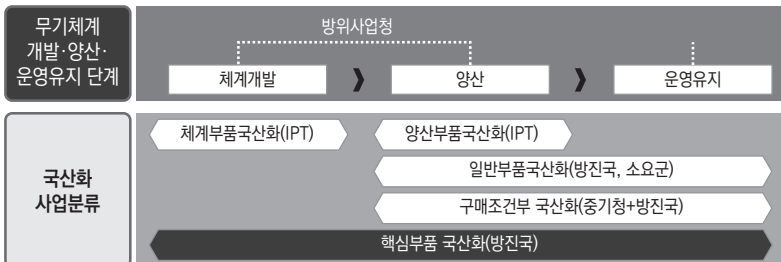 무기체계
개발·양산·
운영유지 단계
방위사업청
체계개발
양산
운영유지
국산화
사업분류
체계부품국산화(IPT)
양산부품국산화(IPT)
일반부품국산화(방진국, 소요군)
구매조건부 국산화(중기청+방진국)
핵심부품 국산화(방진국)